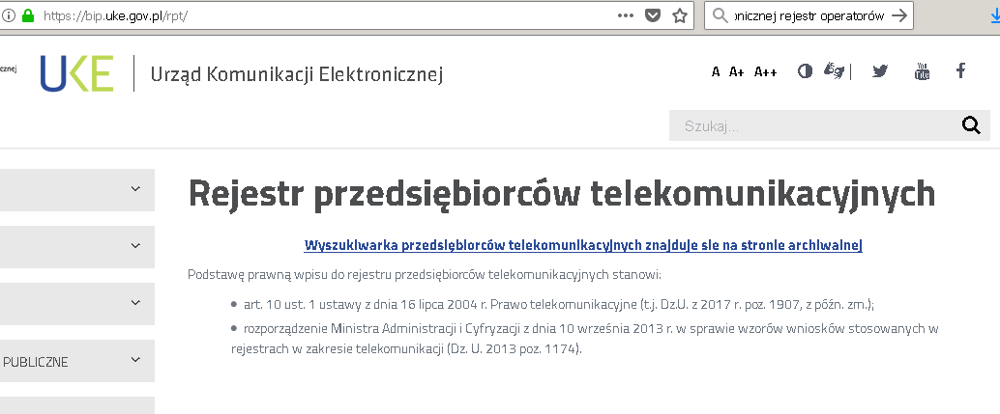 https://bip.uke.gov.pl/rpt/
onicznej rejestr operatorów
cznej
UKE
Urząd Komunikacji Elektronicznej
A A+ A++
You
Szukaj...
Rejestr przedsiębiorców telekomunikacyjnych
Wyszukiwarka przedsiębiorców telekomunikacyjnych znajduje sie na stronie archiwalnej
Podstawę prawną wpisu do rejestru przedsiębiorców telekomunikacyjnych stanowi:
• art. 10 ust. 1 ustawy z dnia 16 lipca 2004 r. Prawo telekomunikacyjne (t.j. Dz.U. z 2017 r. poz. 1907, z późn. zm.);
• rozporządzenie Ministra Administracji i Cyfryzacji z dnia 10 września 2013 r. w sprawie wzorów wniosków stosowanych w
rejestrach w zakresie telekomunikacji (Dz. U. 2013 poz. 1174).
PUBLICZNE